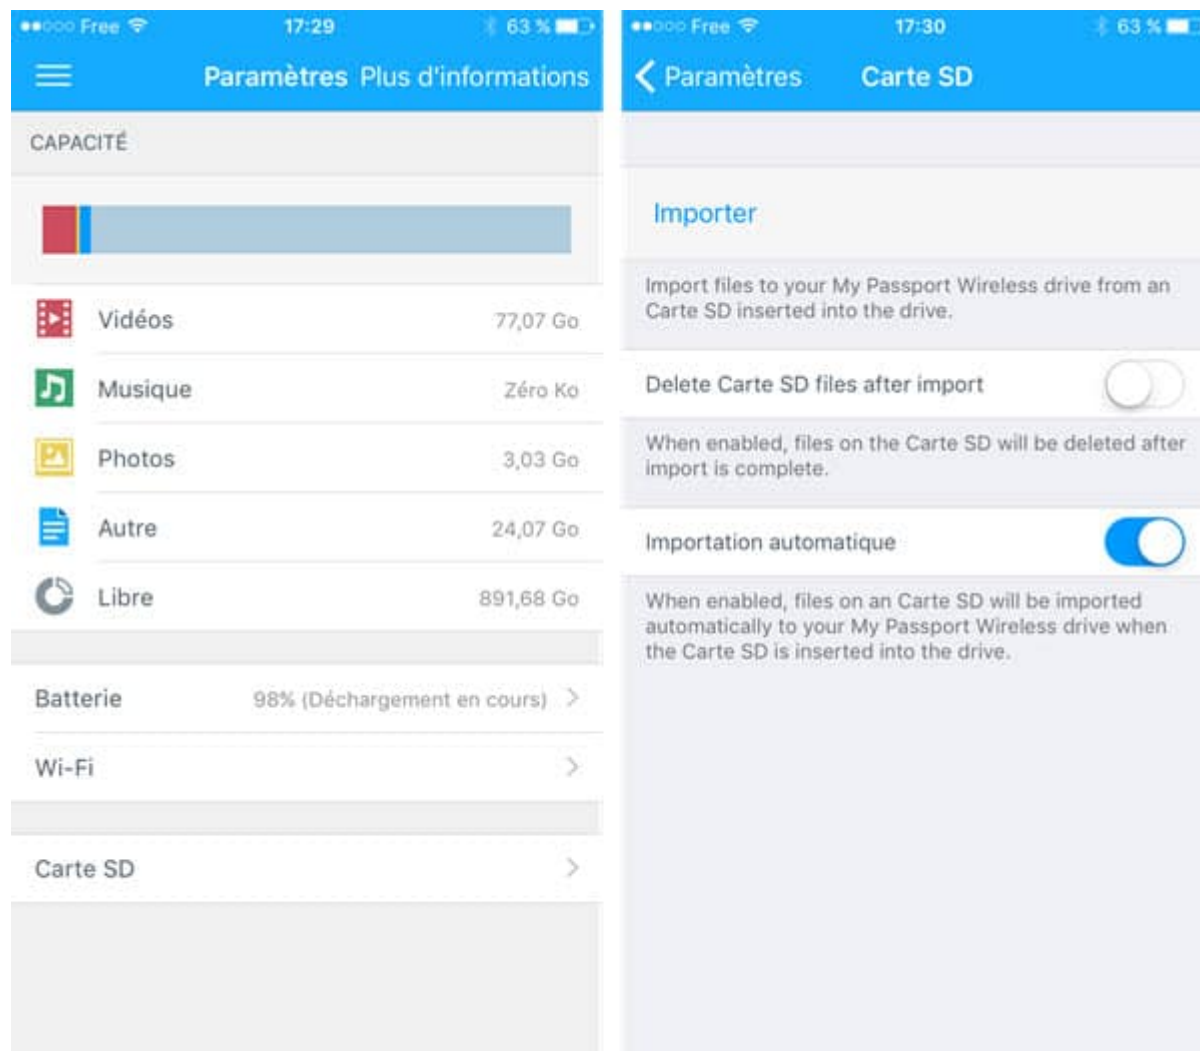 Free 17:29 63 %
Paramètres Plus d'informations
CAPACITÉ
Vidéos 77,07 Go
Musique Zéro Ko
Photos 3,03 Go
Autre 24,07 Go
Libre 891,68 Go
Batterie 98% (Déchargement en cours)
Wi-Fi
Carte SD
Free 17:30 63 %
Paramètres Carte SD
Importer
Import files to your My Passport Wireless drive from an
Carte SD inserted into the drive.
Delete Carte SD files after import
When enabled, files on the Carte SD will be deleted after
import is complete.
Importation automatique
When enabled, files on an Carte SD will be imported
automatically to your My Passport Wireless drive when
the Carte SD is inserted into the drive.